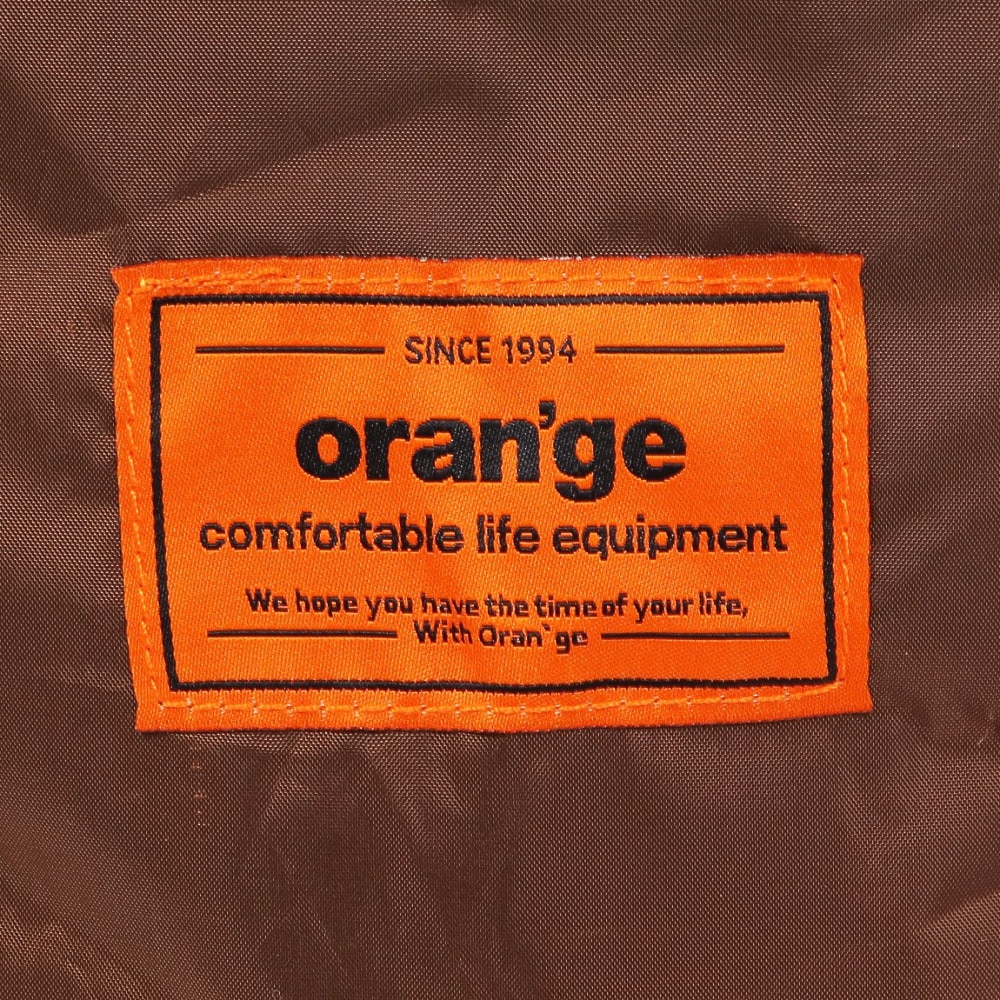 SINCE 1994
oran'ge
comfortable life equipment
We hope you have the time of your life,
With Oran`ge